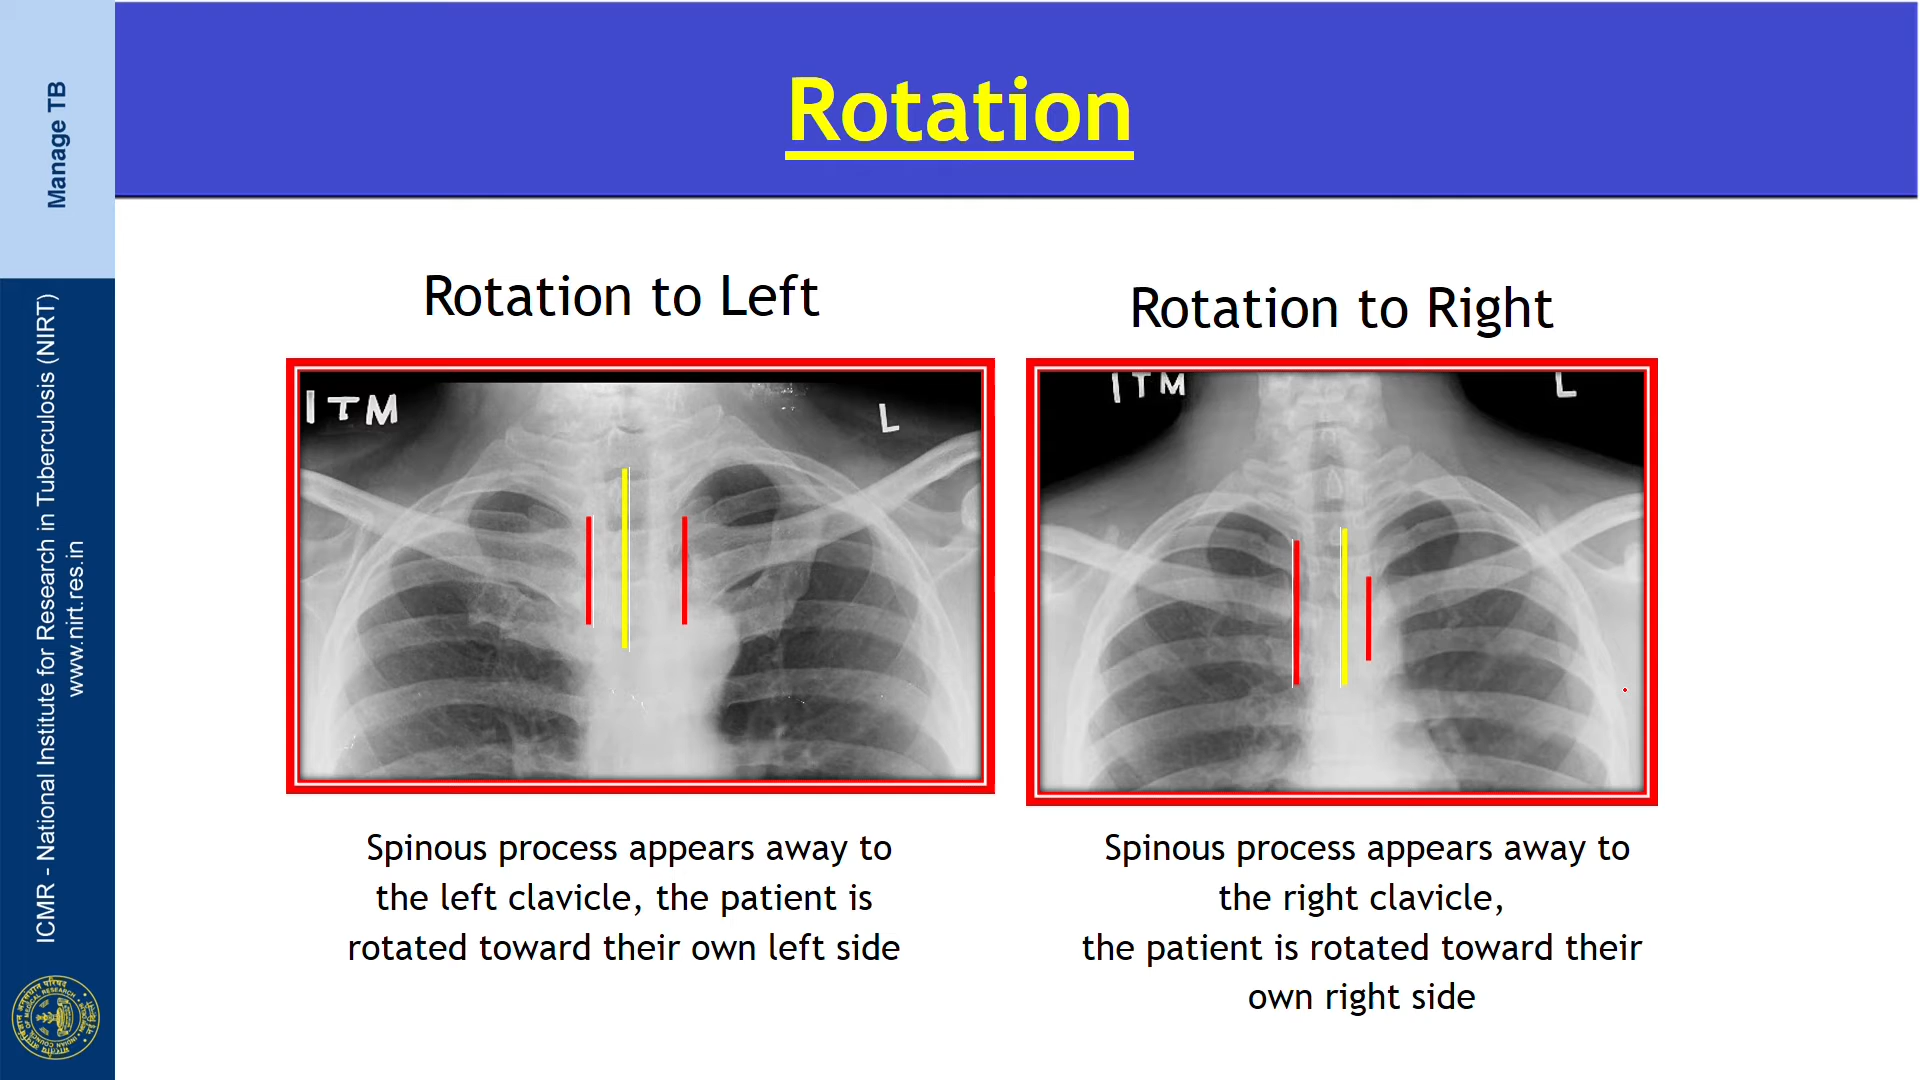 Manage TB
ICMR - National Institute for Research in Tuberculosis (NIRT)
www.nirt.res.in
Rotation
Rotation to Left
Rotation to Right
ITM
L
ITM
L
Spinous process appears away to
the left clavicle, the patient is
rotated toward their own left side
Spinous process appears away to
the right clavicle,
the patient is rotated toward their
own right side